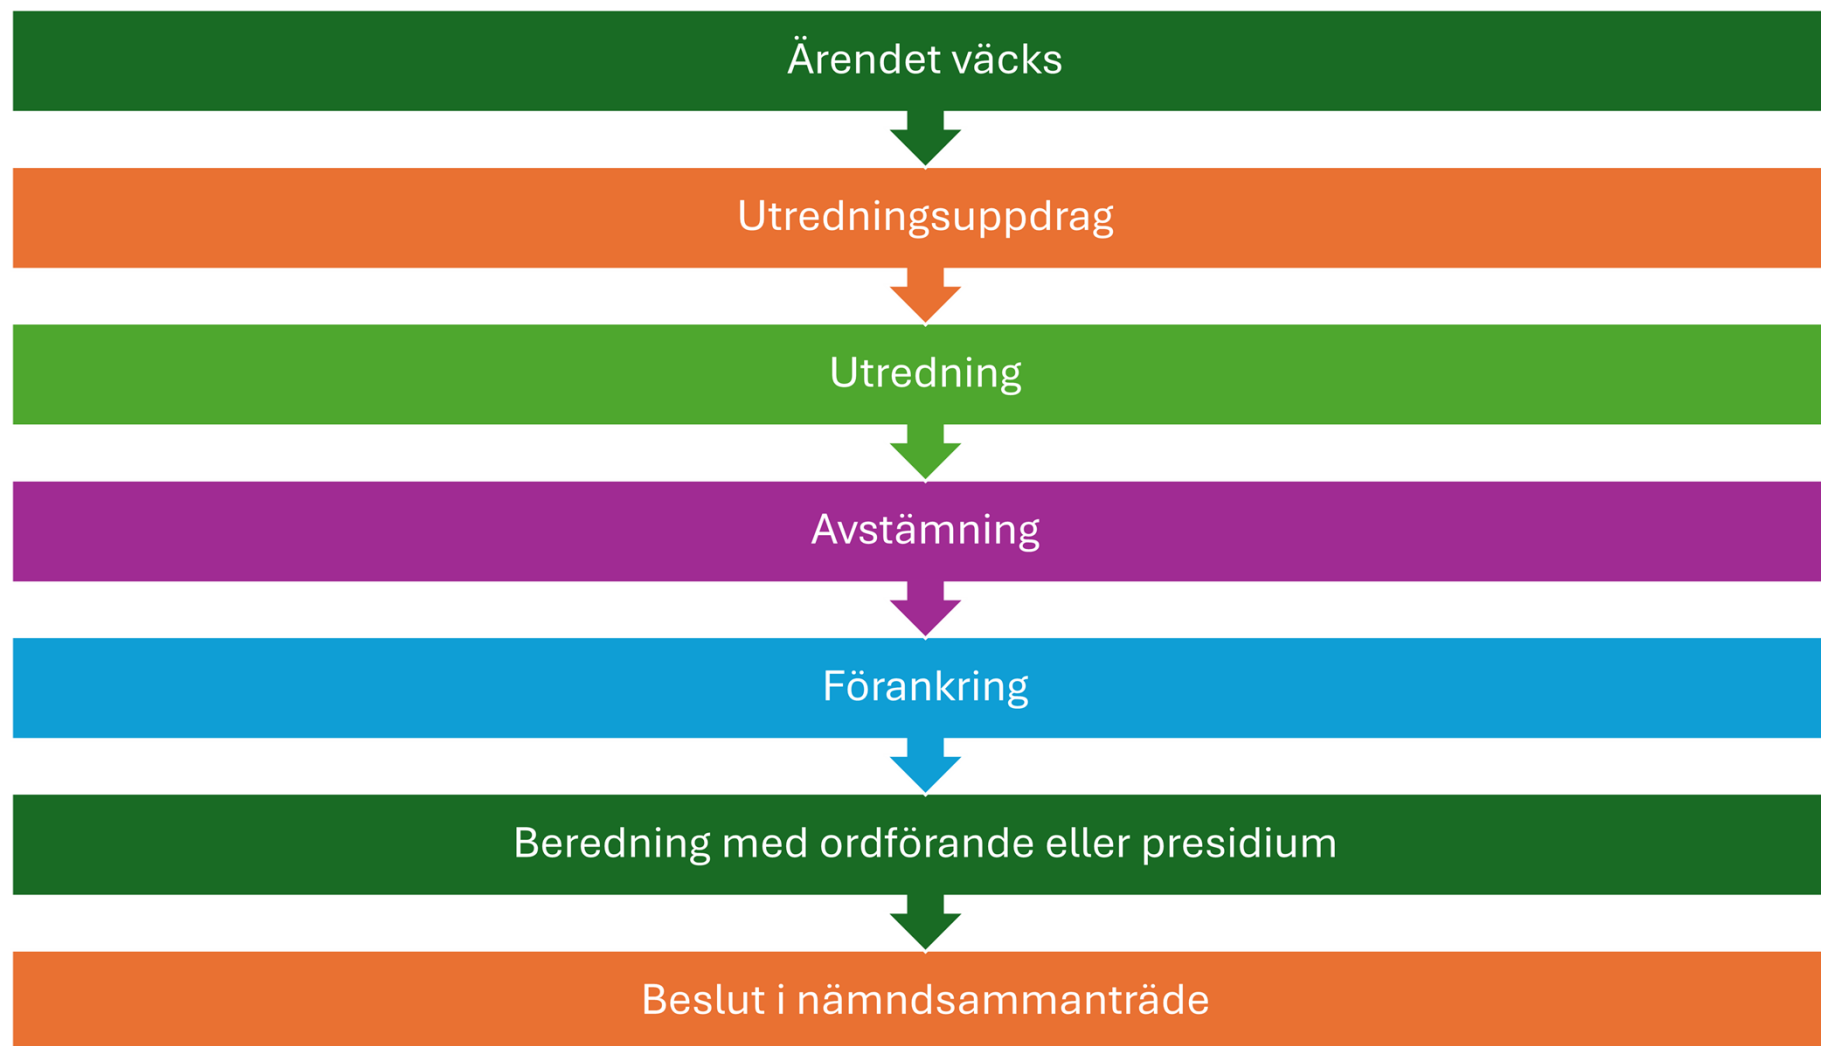 Ärendet väcks
Utredningsuppdrag
Utredning
Avstämning
Förankring
Beredning med ordförande eller presidium
Beslut i nämndsammanträde